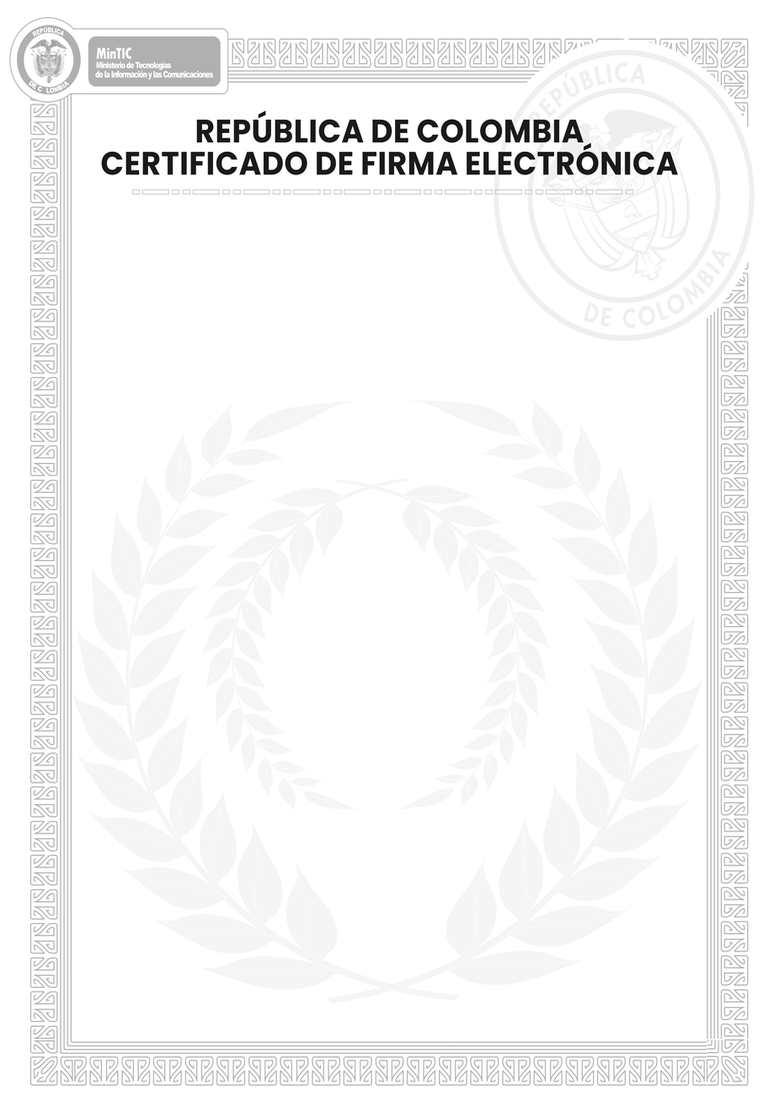 REPÚBLICA
DE C LOMBIA
MinTIC
Ministerio de Tecnologías
de la Información y las Comunicaciones
REPÚBLICA
DE COLOMBIA
REPÚBLICA DE COLOMBIA
CERTIFICADO DE FIRMA ELECTRÓNICA